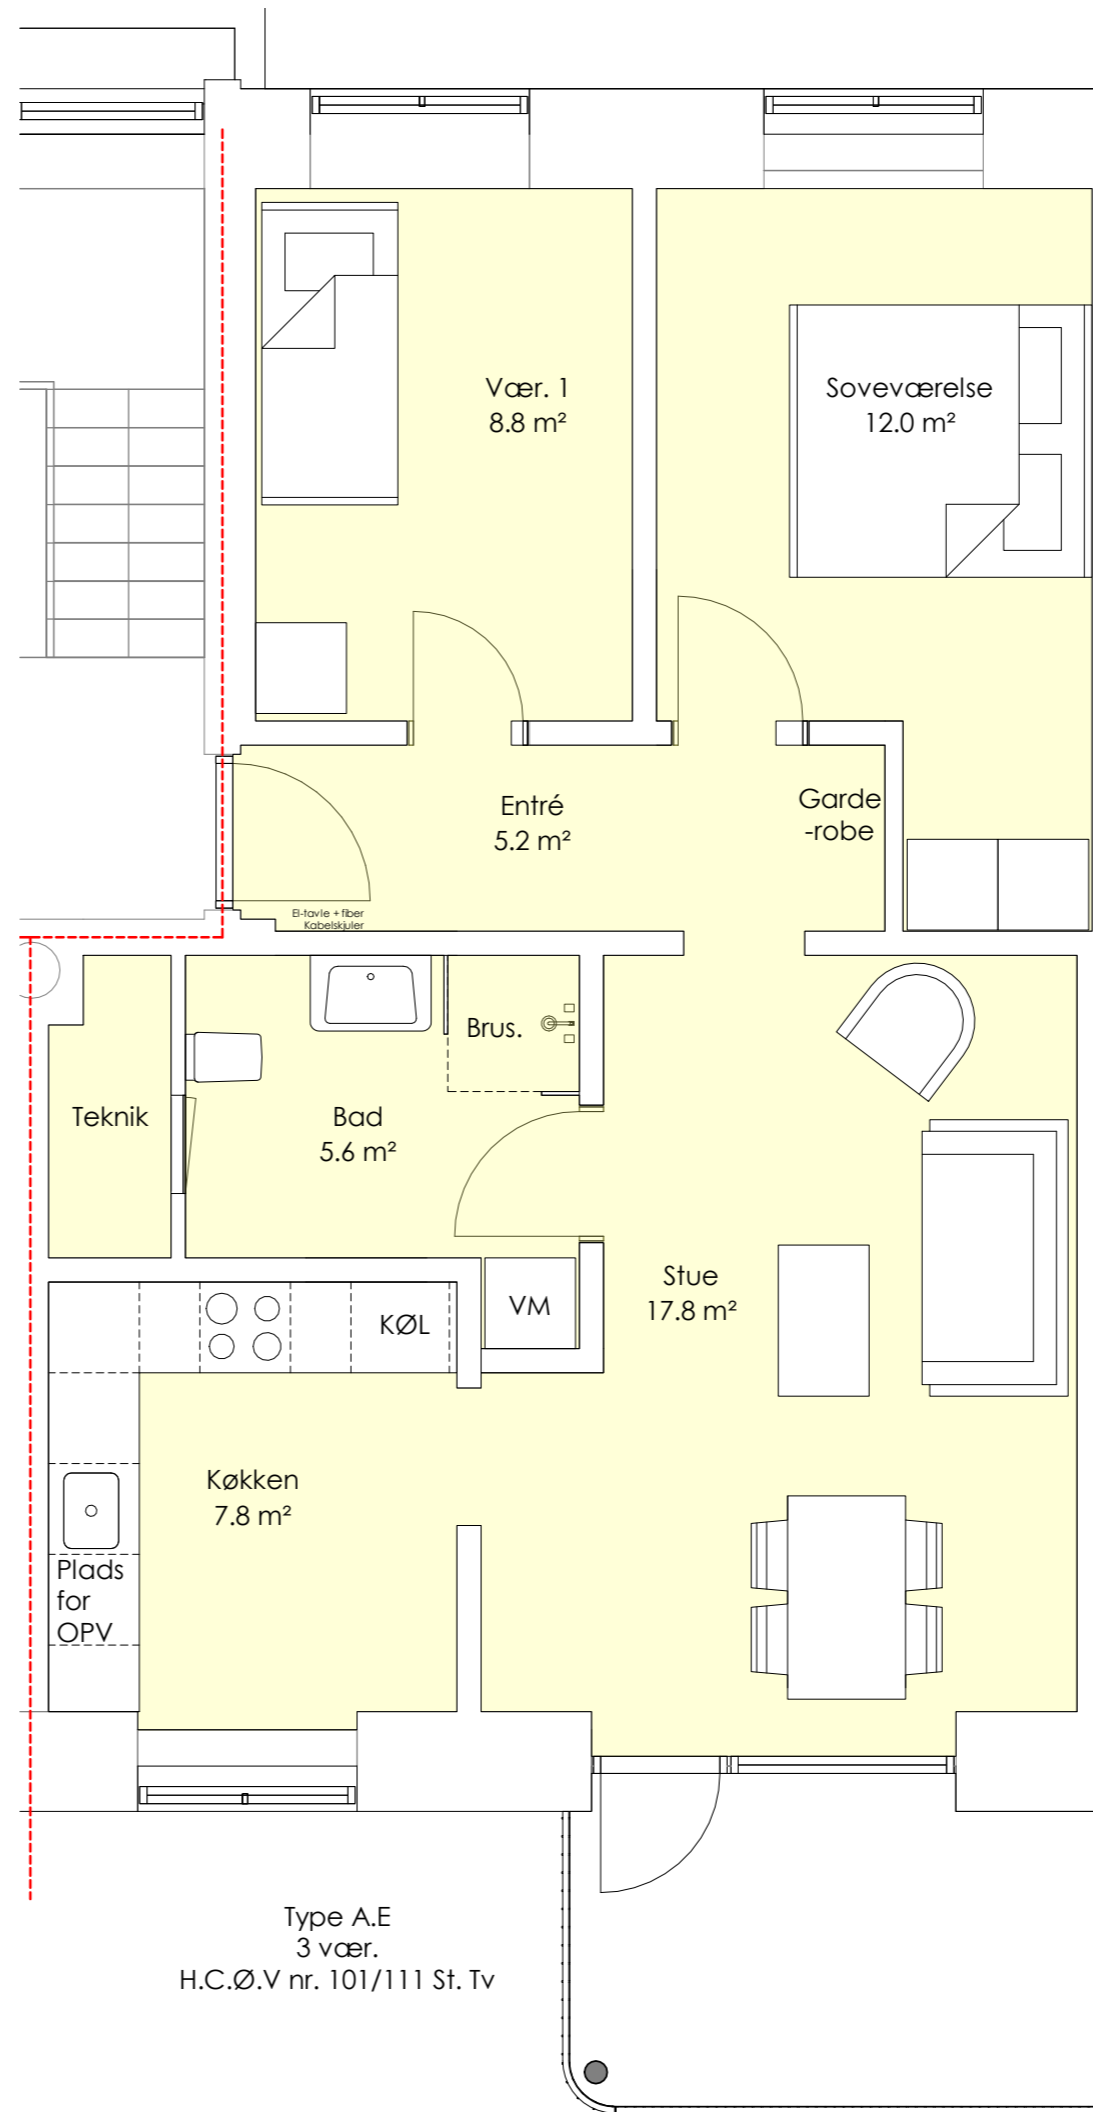 Vær. 1
8.8 m²
Soveværelse
12.0 m²
Entré
5.2 m²
Garde
-robe
El-tavle + fiber
Kabelskjuler
Brus.
Teknik
Bad
5.6 m²
Stue
17.8 m²
VM
KØL
Køkken
7.8 m²
Plads
for
OPV
Type A.E
3 vær.
H.C.Ø.V nr. 101/111 St. Tv